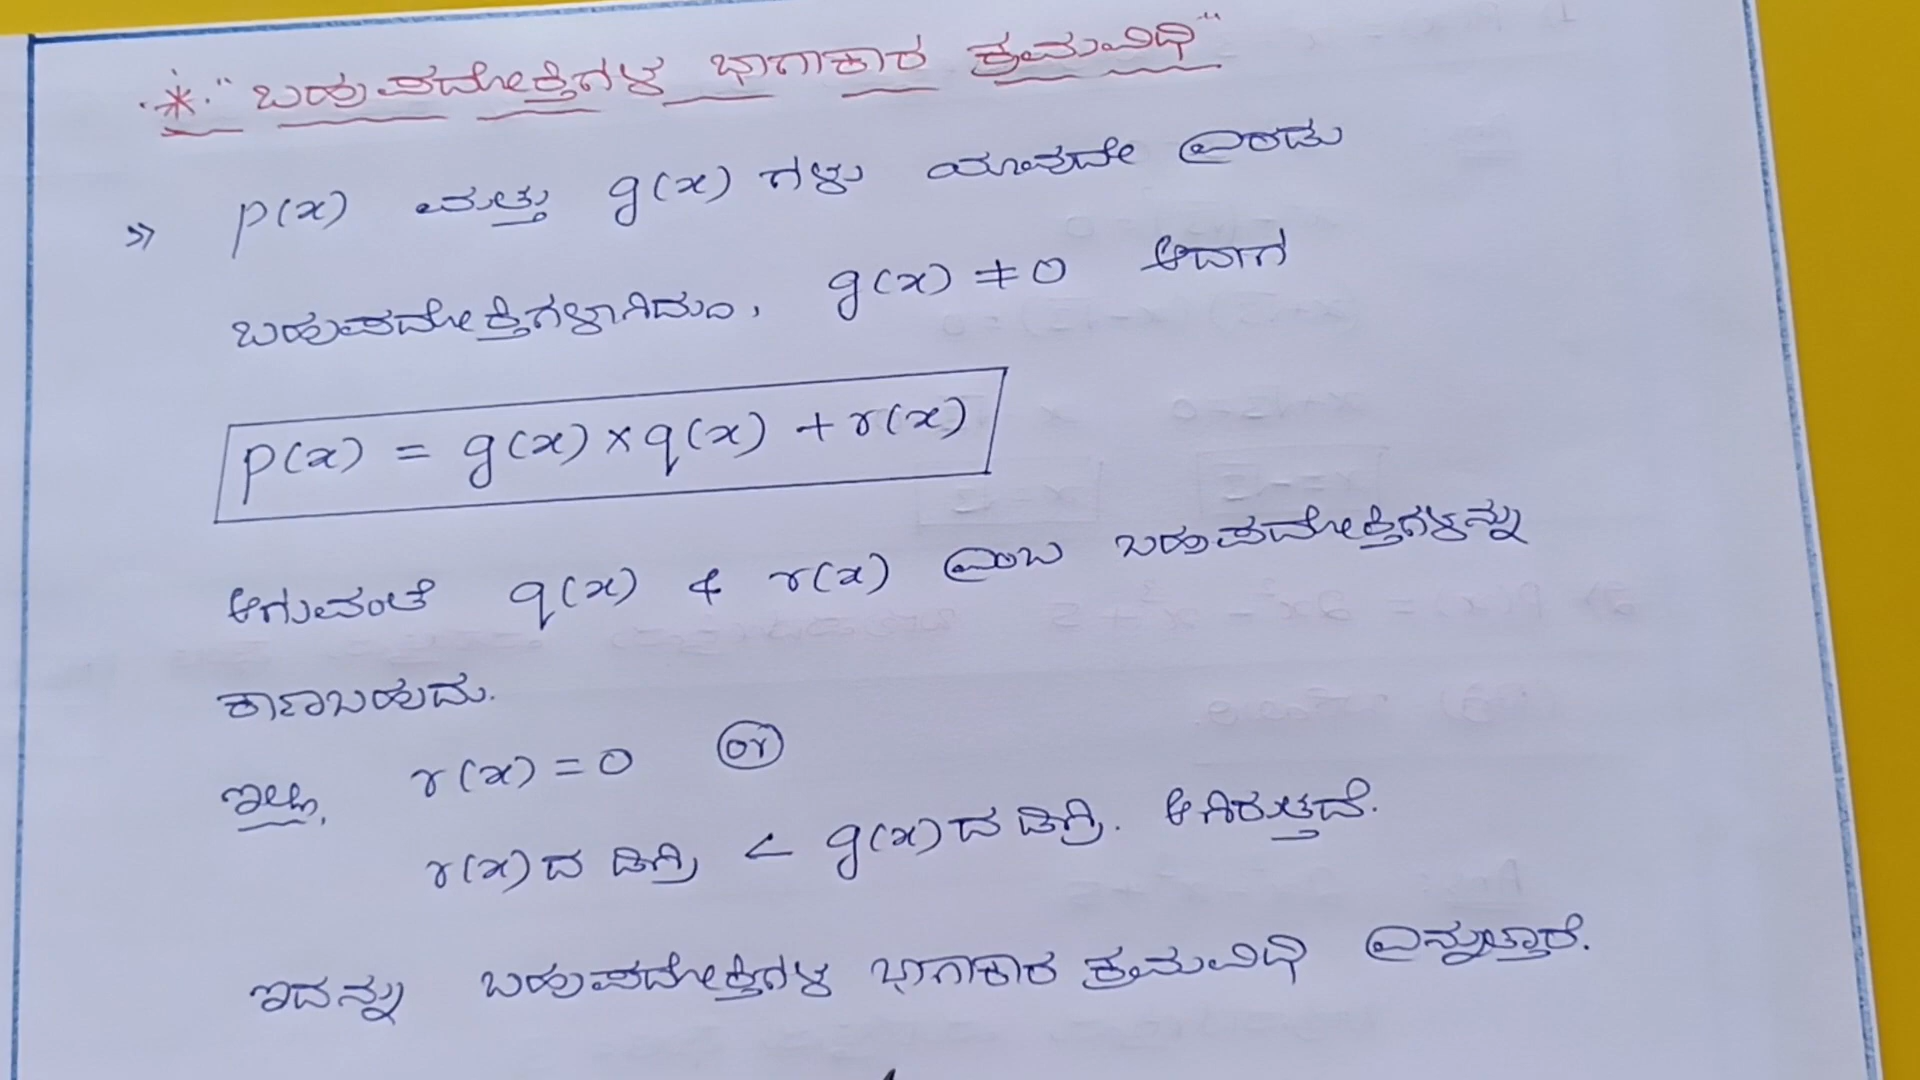 * "ಬಹುಪದೋಕ್ತಿಗಳ ಭಾಗಾಕಾರ ಕ್ರಮವಿಧಿ"
» p(x) ಮತ್ತು g(x) ಗಳು ಯಾವುದೇ ಎರಡು
ಬಹುಪದೋಕ್ತಿಗಳಾಗಿದ್ದು, g(x) ≠ 0 ಆದಾಗ
p(x) = g(x) × q(x) + r(x)
ಆಗುವಂತೆ q(x) & r(x) ಎಂಬ ಬಹುಪದೋಕ್ತಿಗಳನ್ನು
ಕಾಣಬಹುದು.
ಇಲ್ಲಿ, r(x) = 0 or
r(x) ದ ಡಿಗ್ರಿ < g(x) ದ ಡಿಗ್ರಿ. ಆಗಿರುತ್ತದೆ.
ಇದನ್ನು ಬಹುಪದೋಕ್ತಿಗಳ ಭಾಗಾಕಾರ ಕ್ರಮವಿಧಿ ಎನ್ನುತ್ತಾರೆ.